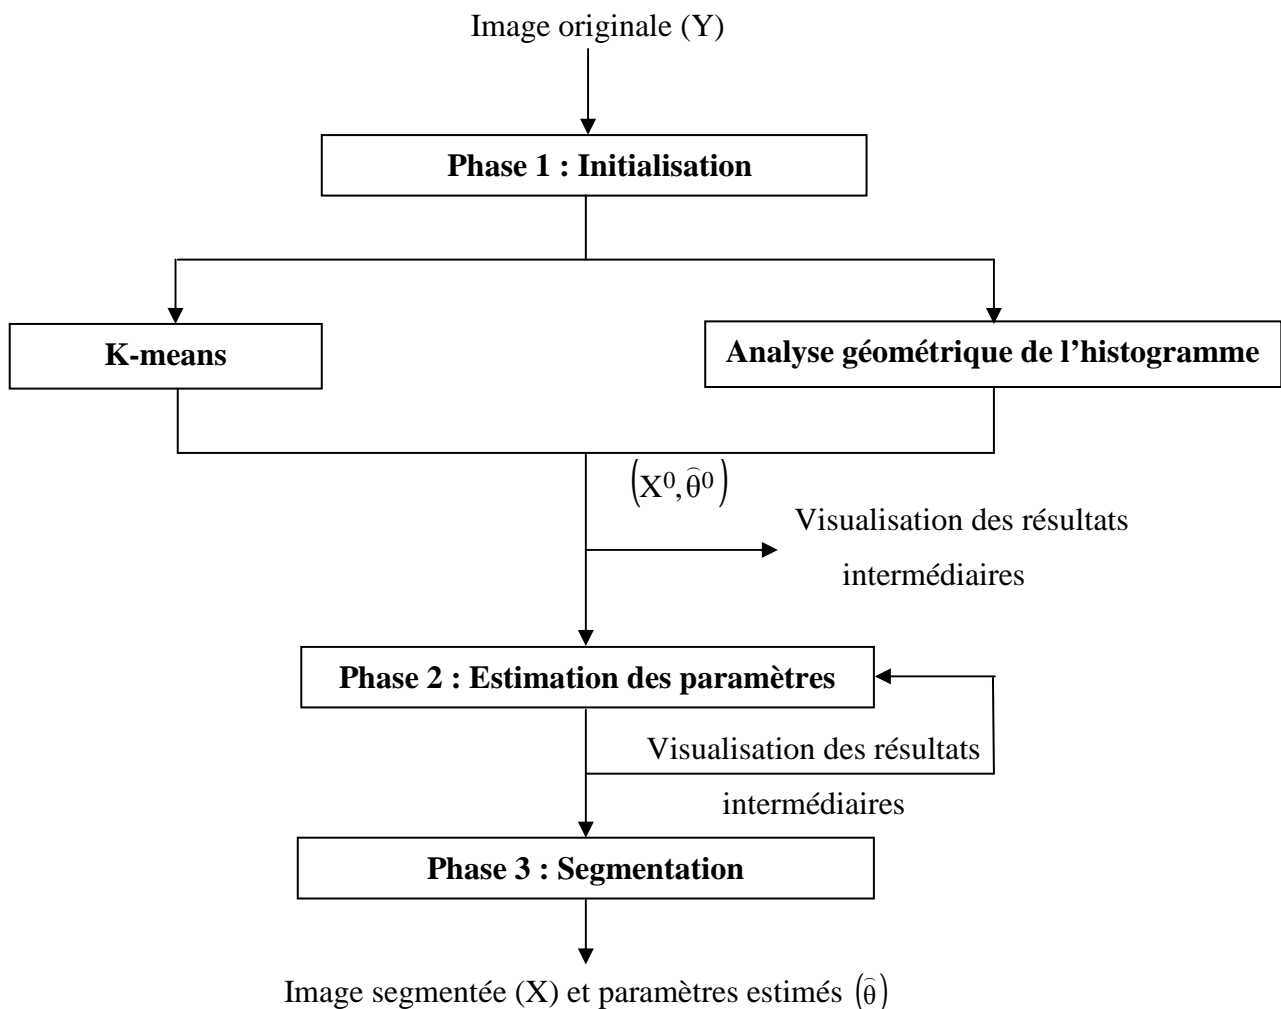 Image originale (Y)
Phase 1 : Initialisation
K-means
Analyse géométrique de l’histogramme
(X⁰, θ̂⁰)
Visualisation des résultats
intermédiaires
Phase 2 : Estimation des paramètres
Visualisation des résultats
intermédiaires
Phase 3 : Segmentation
Image segmentée (X) et paramètres estimés (θ̂)